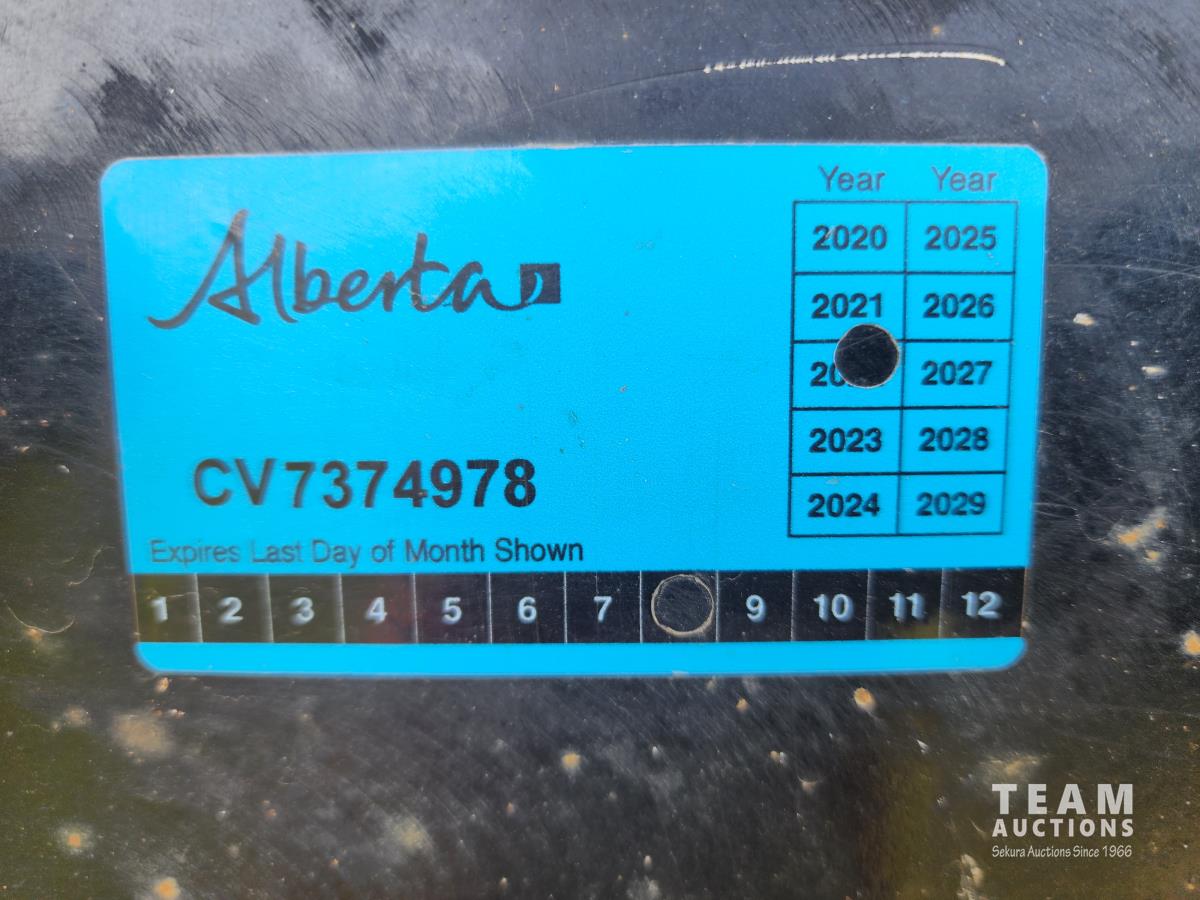 Alberta
Year Year
2020 2025
2021 2026
2027
2023 2028
2024 2029
CV7374978
Expires Last Day of Month Shown
1 2 3 4 5 6 7 9 10 11 12
TEAM
AUCTIONS
Sekura Auctions Since 1966